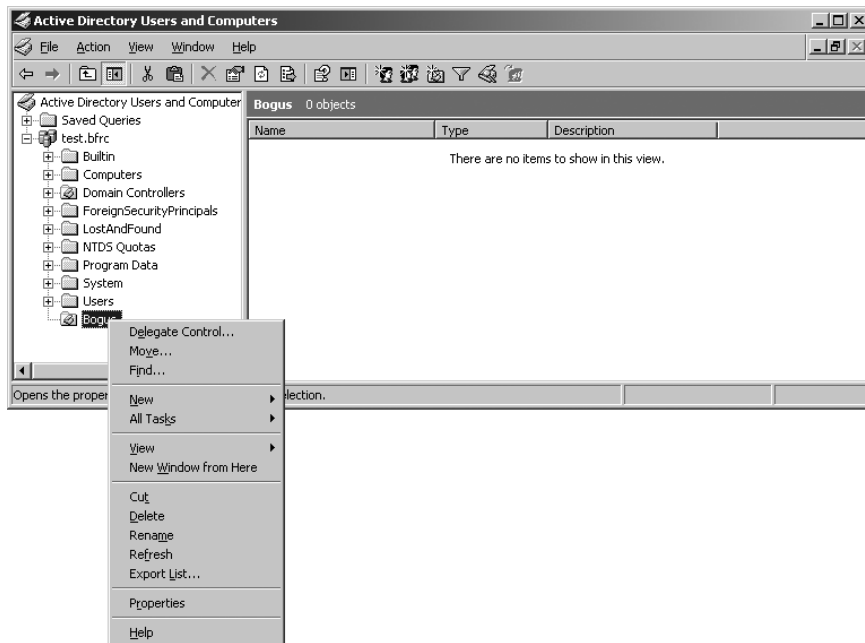 Active Directory Users and Computers
File Action View Window Help
Active Directory Users and Computer
Saved Queries
test.bfrc
Builtin
Computers
Domain Controllers
ForeignSecurityPrincipals
LostAndFound
NTDS Quotas
Program Data
System
Users
Bogus
Bogus 0 objects
Name Type Description
There are no items to show in this view.
Delegate Control...
Move...
Find...
New
All Tasks
View
New Window from Here
Cut
Delete
Rename
Refresh
Export List...
Properties
Help
Opens the proper election.